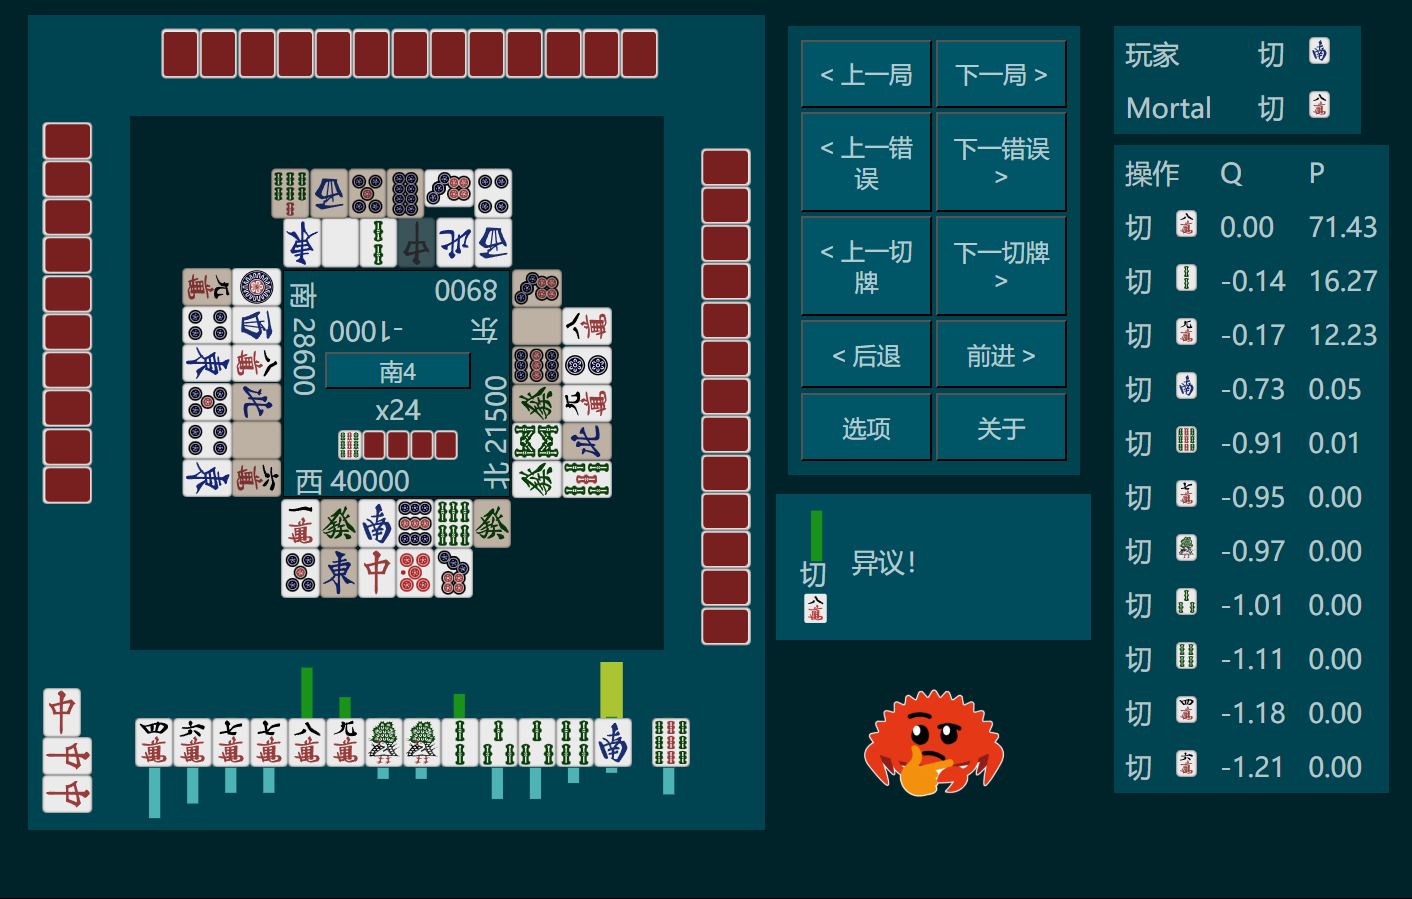 < 上一局 下一局 >
< 上一错误 下一错误 >
< 上一切牌 下一切牌 >
< 后退 前进 >
选项 关于
玩家 切
Mortal 切
操作 Q P
切 0.00 71.43
切 -0.14 16.27
切 -0.17 12.23
切 -0.73 0.05
切 -0.91 0.01
切 -0.95 0.00
切 -0.97 0.00
切 -1.01 0.00
切 -1.11 0.00
切 -1.18 0.00
切 -1.21 0.00
切 异议!
东 8900
-1000
南 28600
南4
x24
北 21500
西 40000